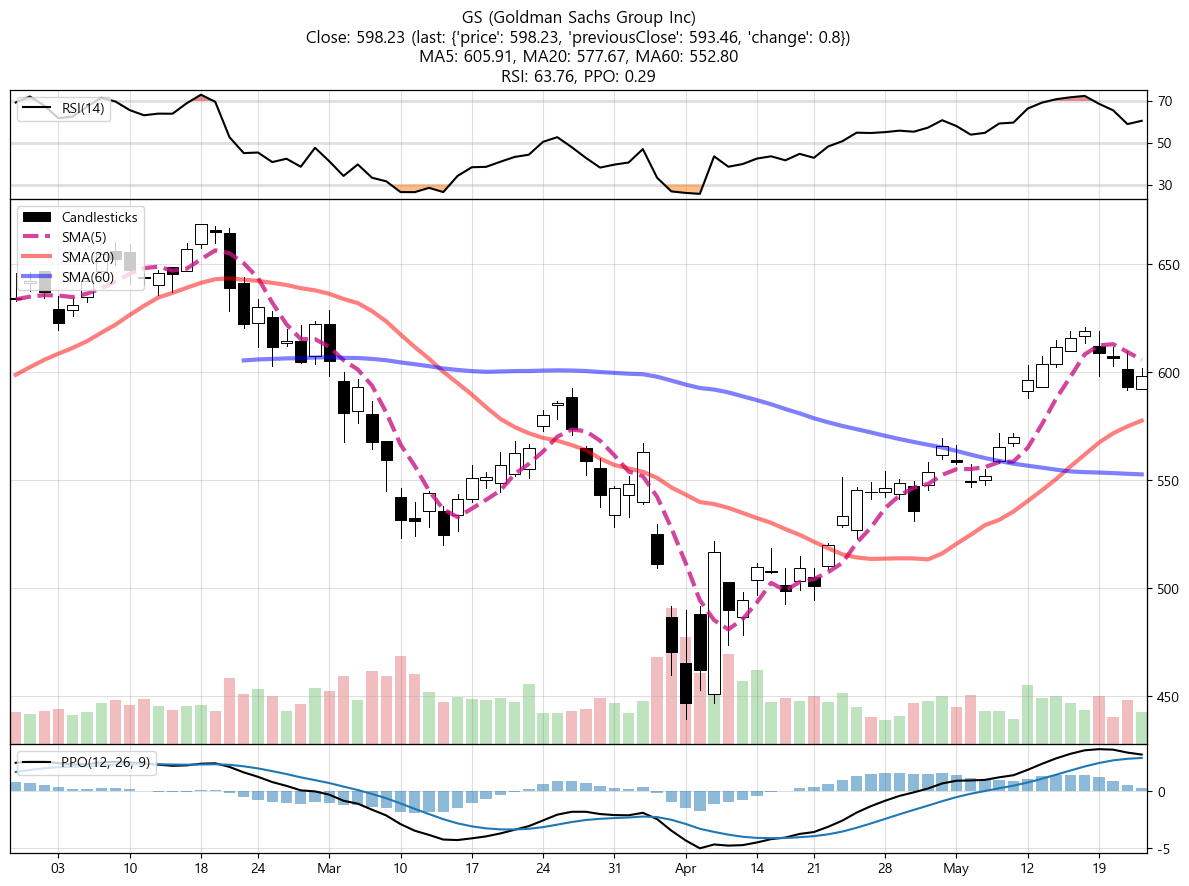 GS (Goldman Sachs Group Inc)
Close: 598.23 (last: {'price': 598.23, 'previousClose': 593.46, 'change': 0.8})
MA5: 605.91, MA20: 577.67, MA60: 552.80
RSI: 63.76, PPO: 0.29
RSI(14)
70
50
30
Candlesticks
SMA(5)
SMA(20)
SMA(60)
650
600
550
500
450
PPO(12, 26, 9)
0
-5
03 10 18 24 Mar 10 17 24 31 Apr 14 21 28 May 12 19